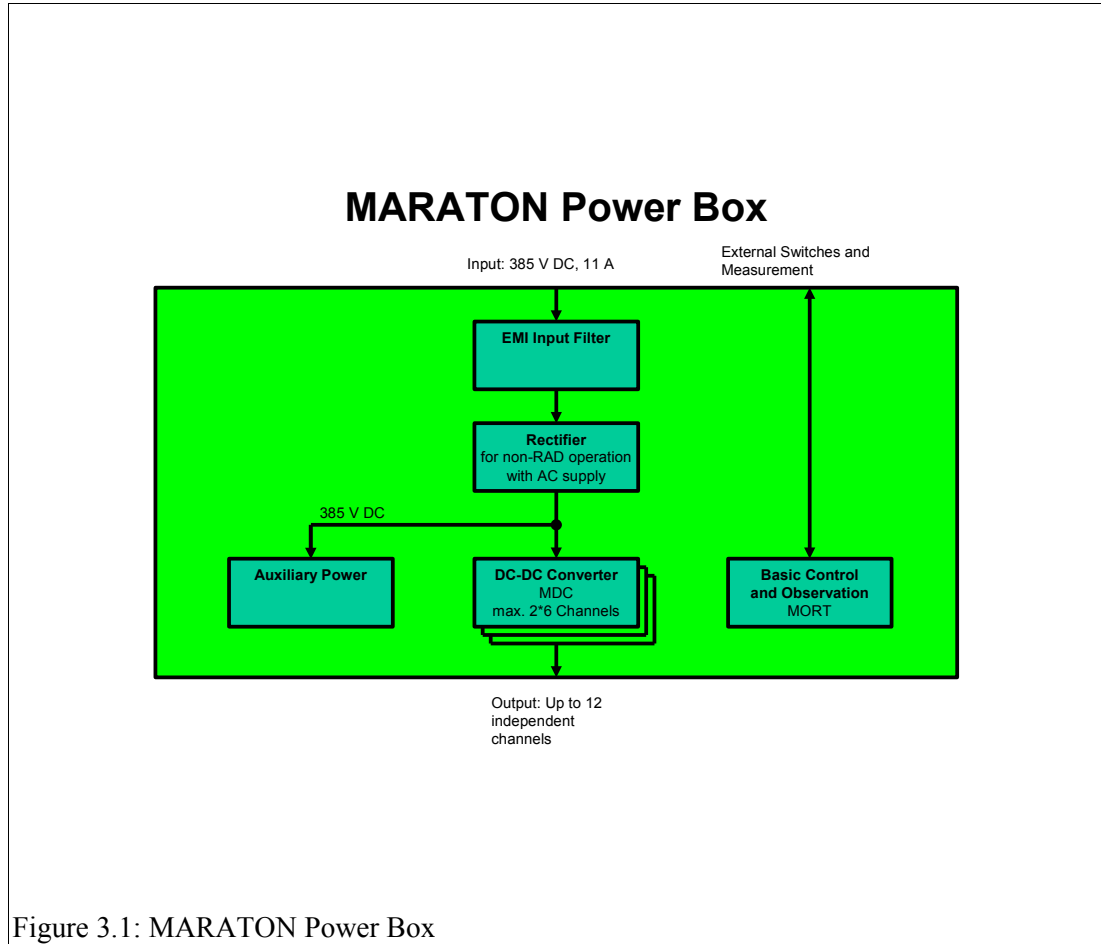 MARATON Power Box
Input: 385 V DC, 11 A
External Switches and
Measurement
EMI Input Filter
Rectifier
for non-RAD operation
with AC supply
385 V DC
Auxiliary Power
DC-DC Converter
MDC
max. 2*6 Channels
Basic Control
and Observation
MORT
Output: Up to 12
independent
channels
Figure 3.1: MARATON Power Box